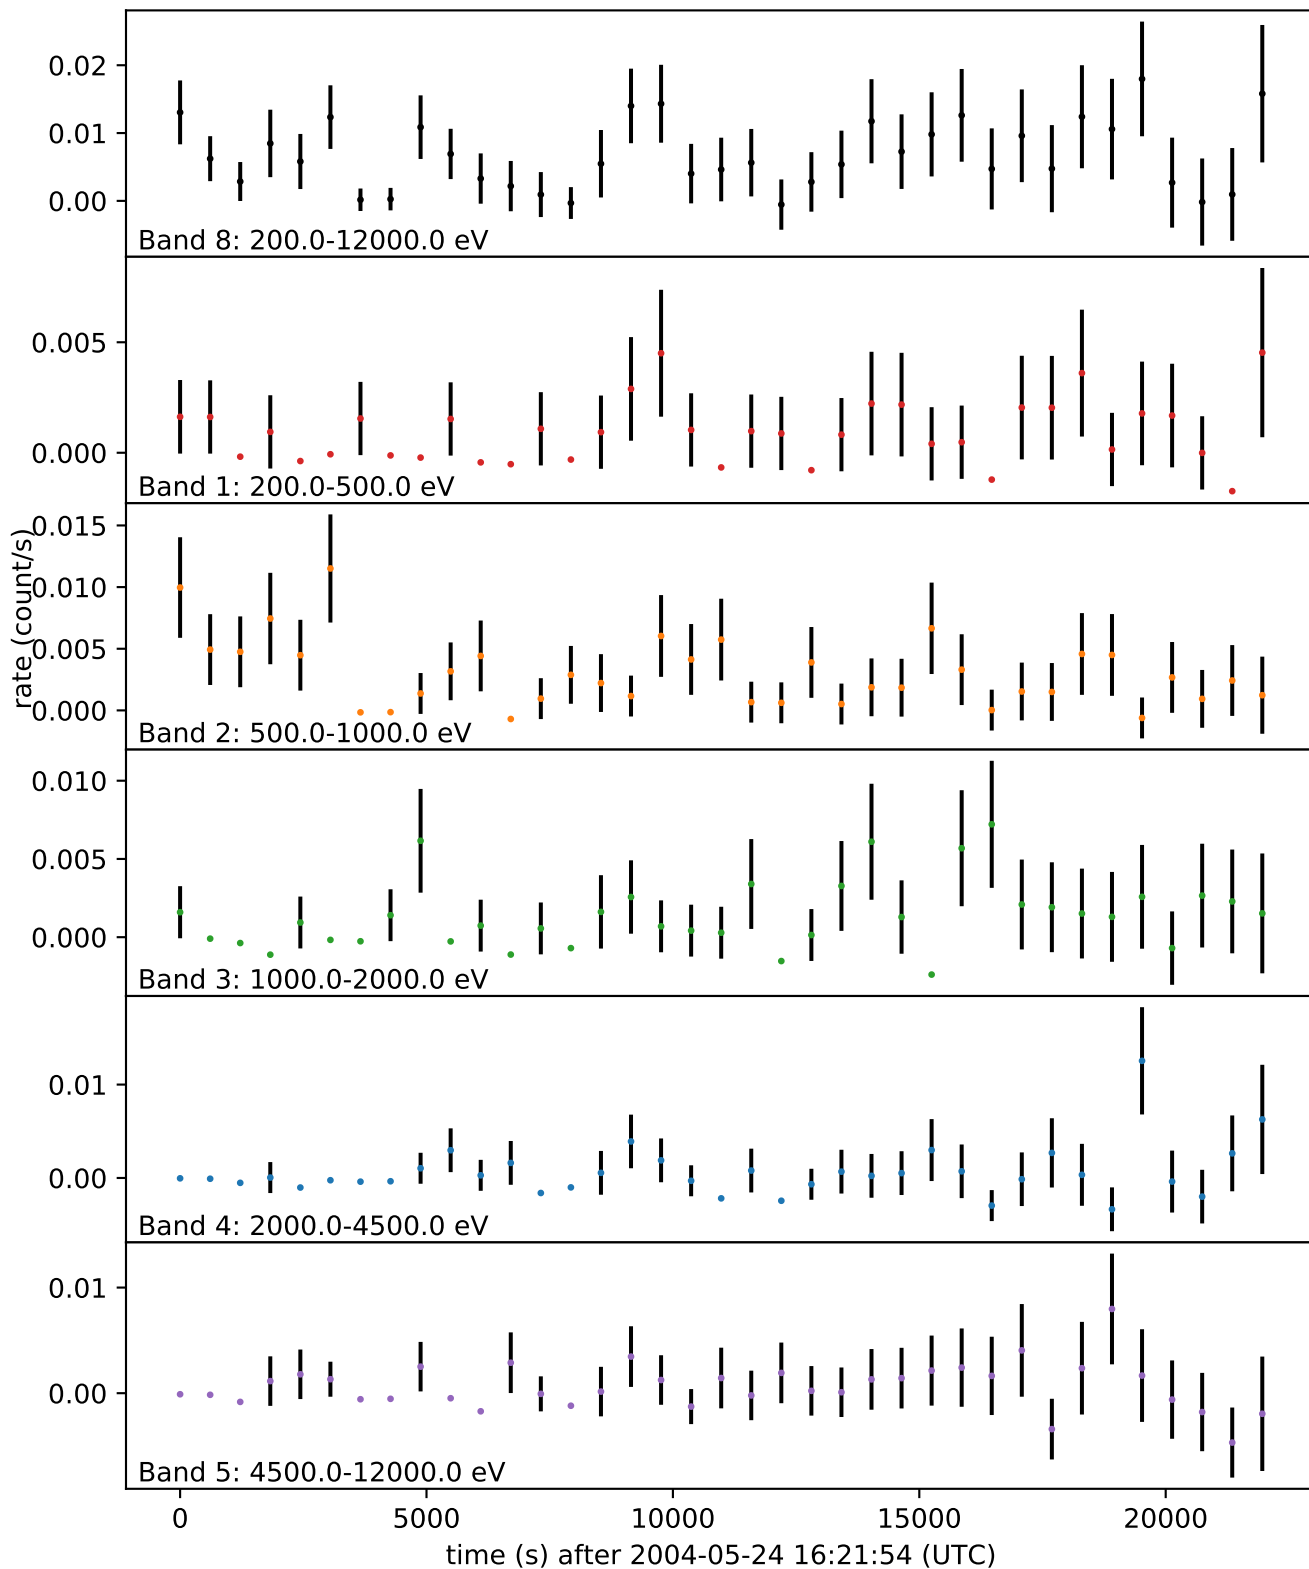 0.02
0.01
0.00
Band 8: 200.0-12000.0 eV
0.005
0.000
Band 1: 200.0-500.0 eV
rate (count/s)
0.015
0.010
0.005
0.000
Band 2: 500.0-1000.0 eV
0.010
0.005
0.000
Band 3: 1000.0-2000.0 eV
0.01
0.00
Band 4: 2000.0-4500.0 eV
0.01
0.00
Band 5: 4500.0-12000.0 eV
0 5000 10000 15000 20000
time (s) after 2004-05-24 16:21:54 (UTC)